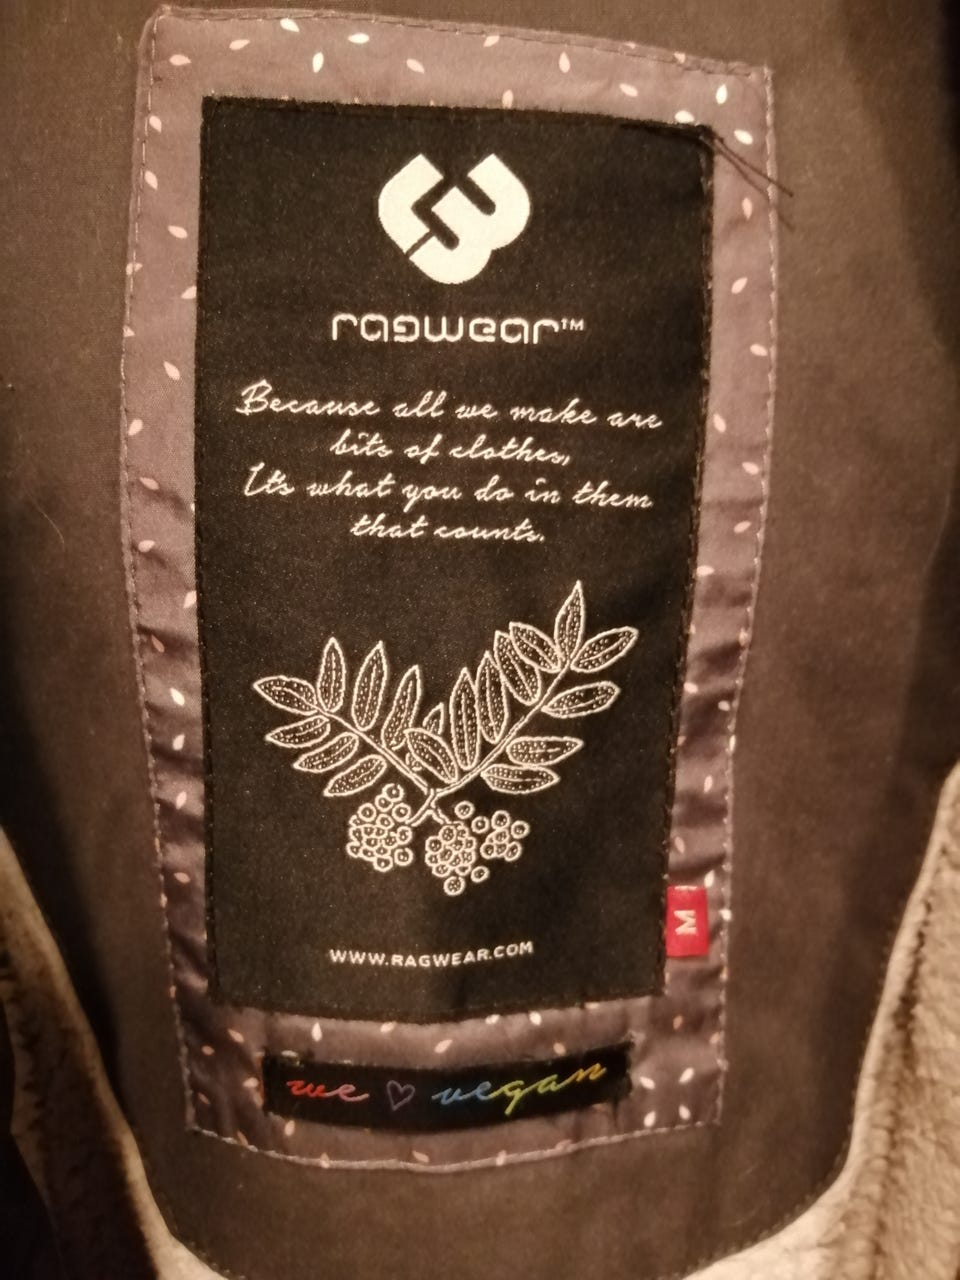 ragwear™
Because all we make are
bits of clothes,
It's what you do in them
that counts.
WWW.RAGWEAR.COM
M
we ♡ vegan